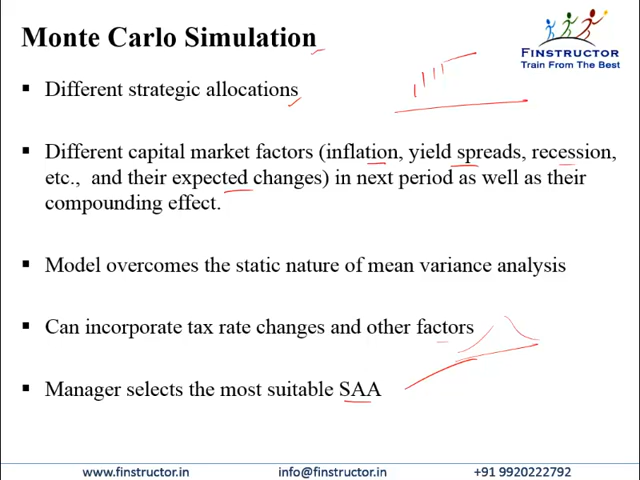 Monte Carlo Simulation
FINSTRUCTOR
Train From The Best
▪ Different strategic allocations
▪ Different capital market factors (inflation, yield spreads, recession,
etc., and their expected changes) in next period as well as their
compounding effect.
▪ Model overcomes the static nature of mean variance analysis
▪ Can incorporate tax rate changes and other factors
▪ Manager selects the most suitable SAA
www.finstructor.in info@finstructor.in +91 9920222792